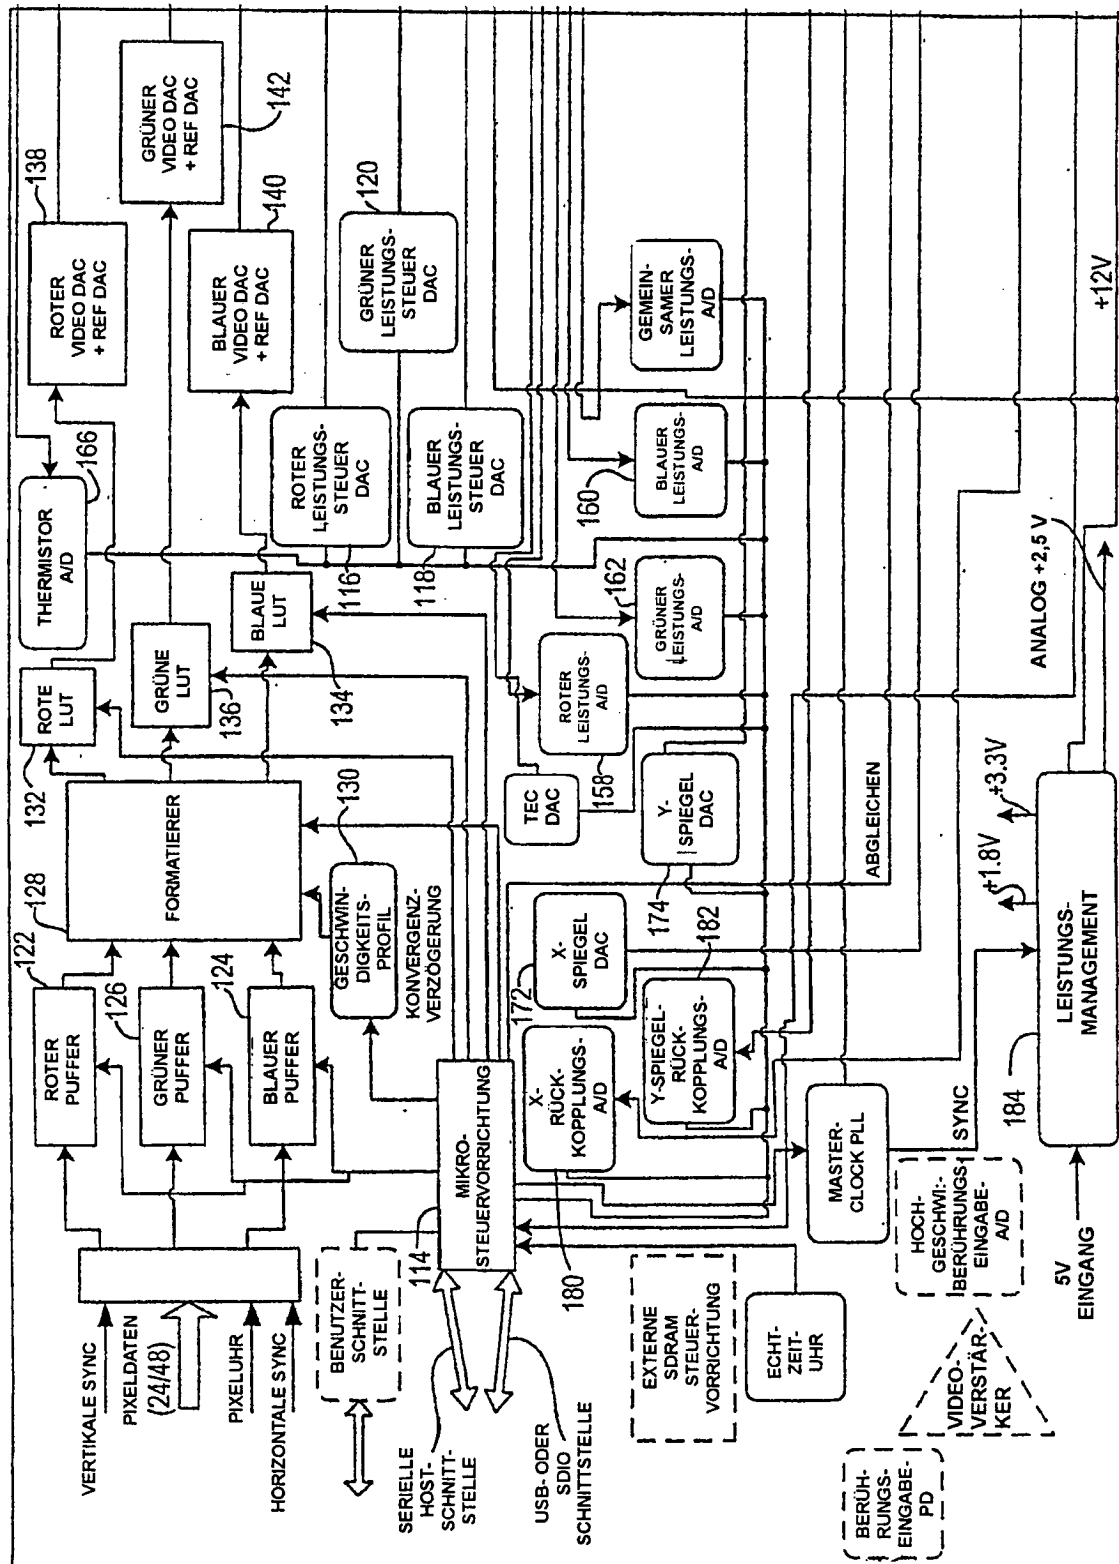 VERTIKALE SYNC
PIXELDATEN
(24/48)
PIXELUHR
HORIZONTALE SYNC
ROTER
PUFFER
122
GRÜNER
PUFFER
126
BLAUER
PUFFER
124
128
FORMATIERER
GESCHWIN-
DIGKEITS-
PROFIL
130
KONVERGENZ-
VERZÖGERUNG
132
ROTE
LUT
GRÜNE
LUT
136
BLAUE
LUT
134
THERMISTOR
A/D
166
ROTER
VIDEO DAC
+ REF DAC
138
GRÜNER
VIDEO DAC
+ REF DAC
142
BLAUER
VIDEO DAC
+ REF DAC
140
ROTER
LEISTUNGS-
STEUER
DAC
116
GRÜNER
LEISTUNGS-
STEUER
DAC
120
BLAUER
LEISTUNGS-
STEUER
DAC
118
BENUTZER-
SCHNITT-
STELLE
114
MIKRO-
STEUERVORRICHTUNG
SERIELLE
HOST-
SCHNITT-
STELLE
USB- ODER
SDIO
SCHNITTSTELLE
TEC
DAC
ROTER
LEISTUNGS-
A/D
158
GRÜNER
LEISTUNGS-
A/D
162
BLAUER
LEISTUNGS-
A/D
160
GEMEIN-
SAMER
LEISTUNGS-
A/D
172
X-
SPIEGEL
DAC
Y-
SPIEGEL
DAC
174
X-
RÜCK-
KOPPLUNGS-
A/D
180
Y-SPIEGEL-
RÜCK-
KOPPLUNGS-
A/D
182
EXTERNE
SDRAM
STEUER-
VORRICHTUNG
ECHT-
ZEIT-
UHR
MASTER-
CLOCK PLL
ABGLEICHEN
SYNC
HOCH-
GESCHWI:-
BERÜHRUNGS
EINGABE-
A/D
BERÜH-
RUNGS-
EINGABE-
PD
VIDEO-
VERSTÄR-
KER
5V
EINGANG
184
LEISTUNGS-
MANAGEMENT
+1.8V
+3.3V
ANALOG +2,5 V
+12V